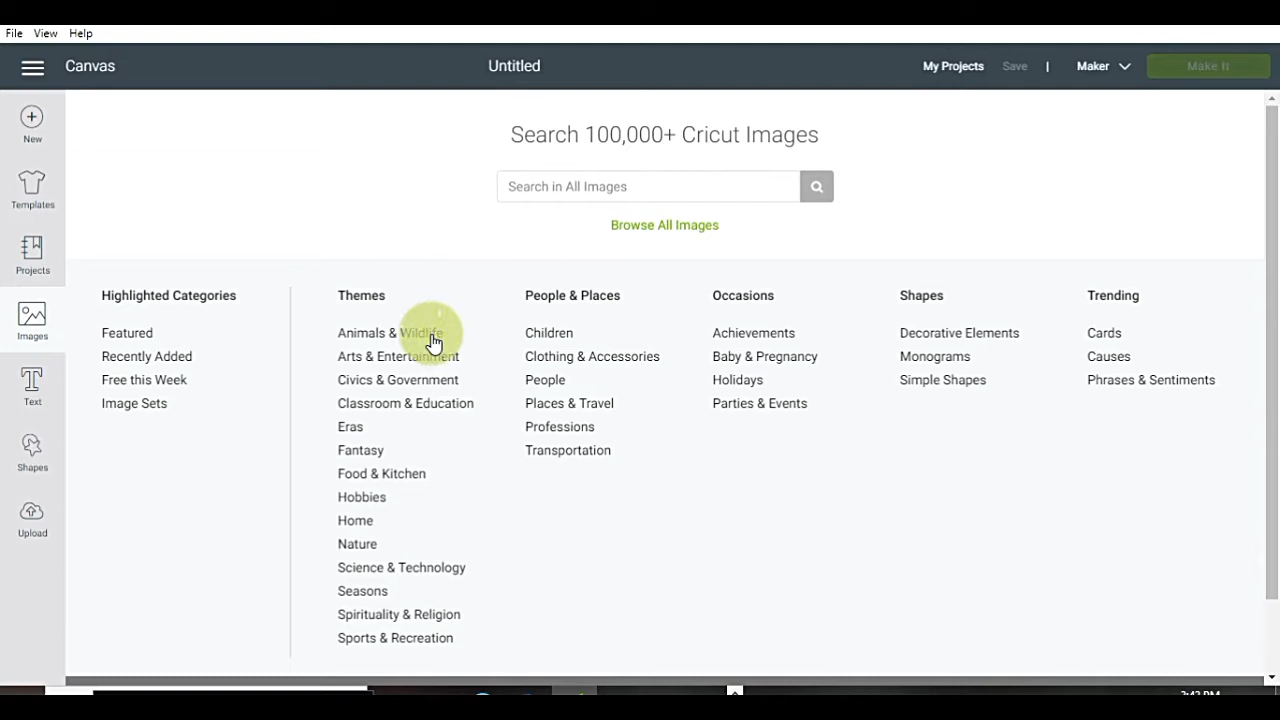 File View Help
Canvas
Untitled
My Projects Save | Maker Make It
New
Templates
Projects
Images
Text
Shapes
Upload
Search 100,000+ Cricut Images
Search in All Images
Browse All Images
Highlighted Categories
Featured
Recently Added
Free this Week
Image Sets
Themes
Animals & Wildlife
Arts & Entertainment
Civics & Government
Classroom & Education
Eras
Fantasy
Food & Kitchen
Hobbies
Home
Nature
Science & Technology
Seasons
Spirituality & Religion
Sports & Recreation
People & Places
Children
Clothing & Accessories
People
Places & Travel
Professions
Transportation
Occasions
Achievements
Baby & Pregnancy
Holidays
Parties & Events
Shapes
Decorative Elements
Monograms
Simple Shapes
Trending
Cards
Causes
Phrases & Sentiments